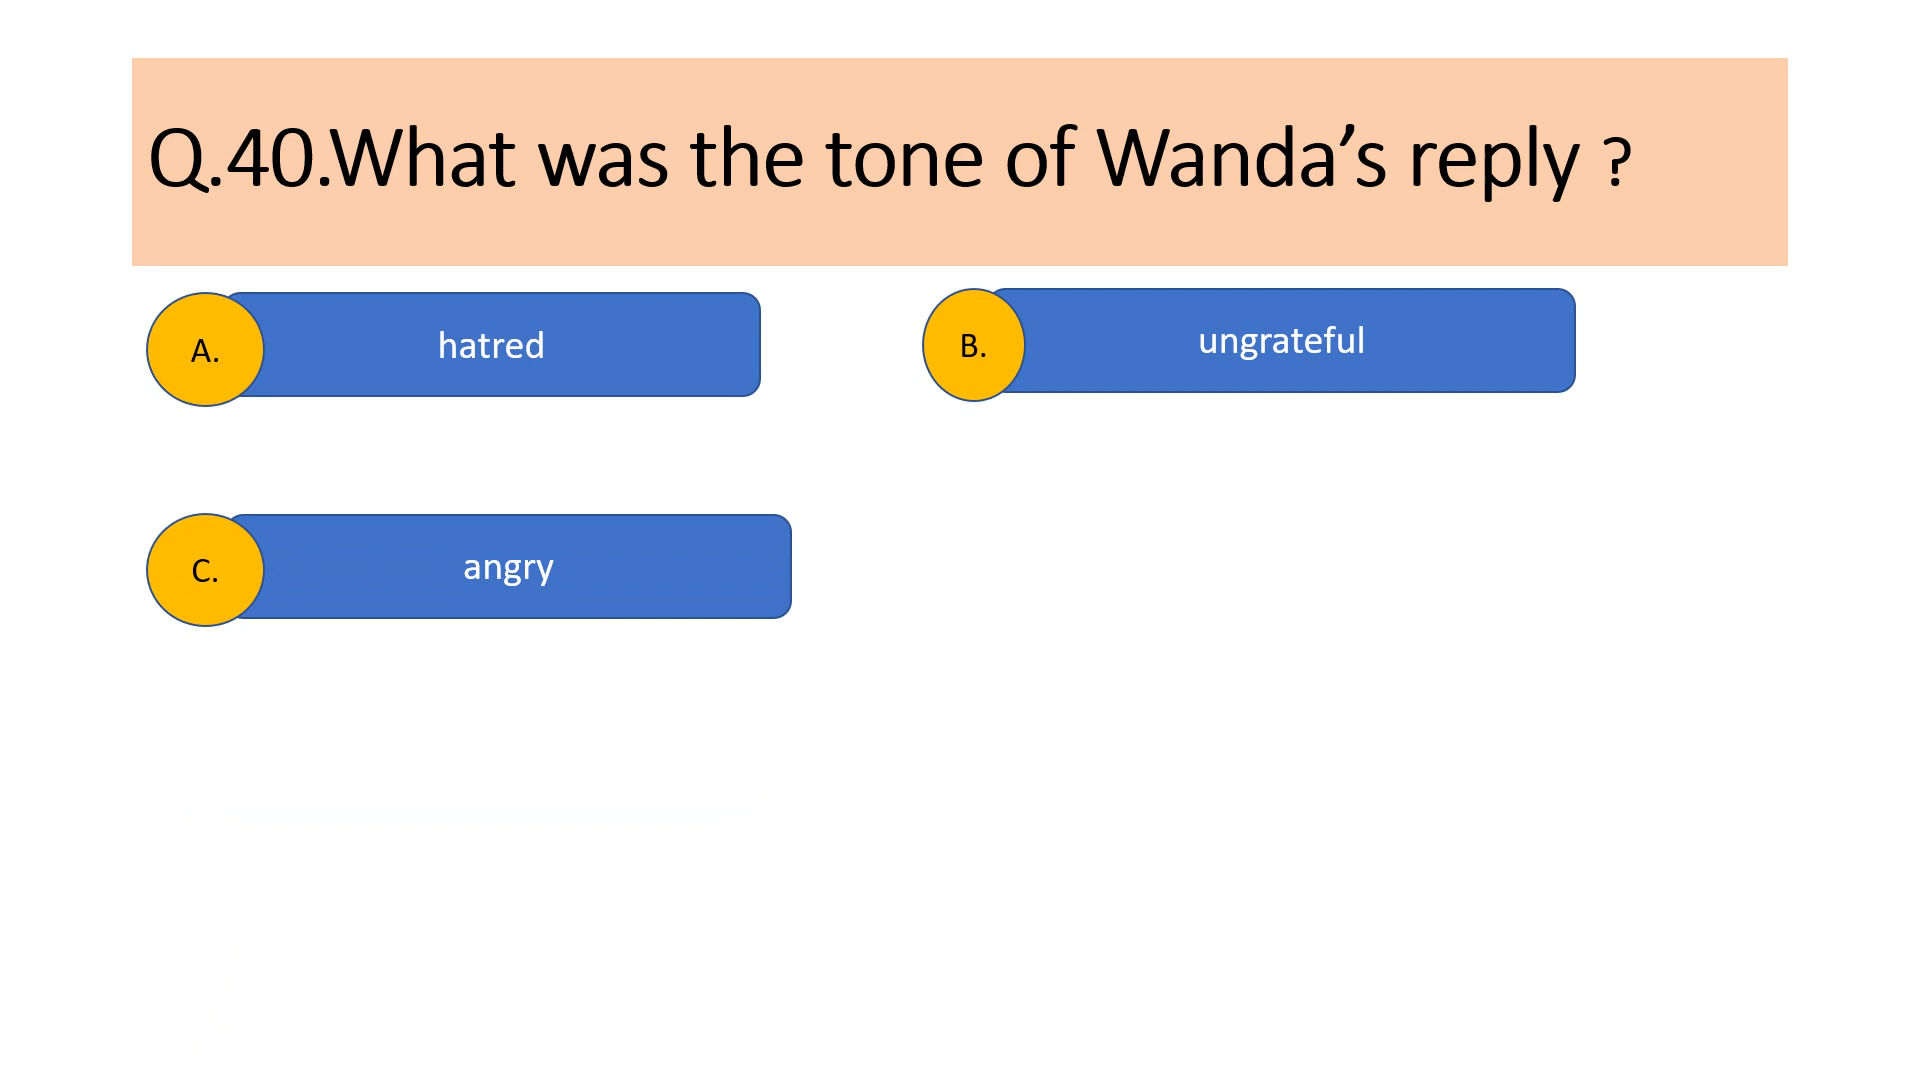 Q.40.What was the tone of Wanda’s reply ?
A. hatred
B. ungrateful
C. angry